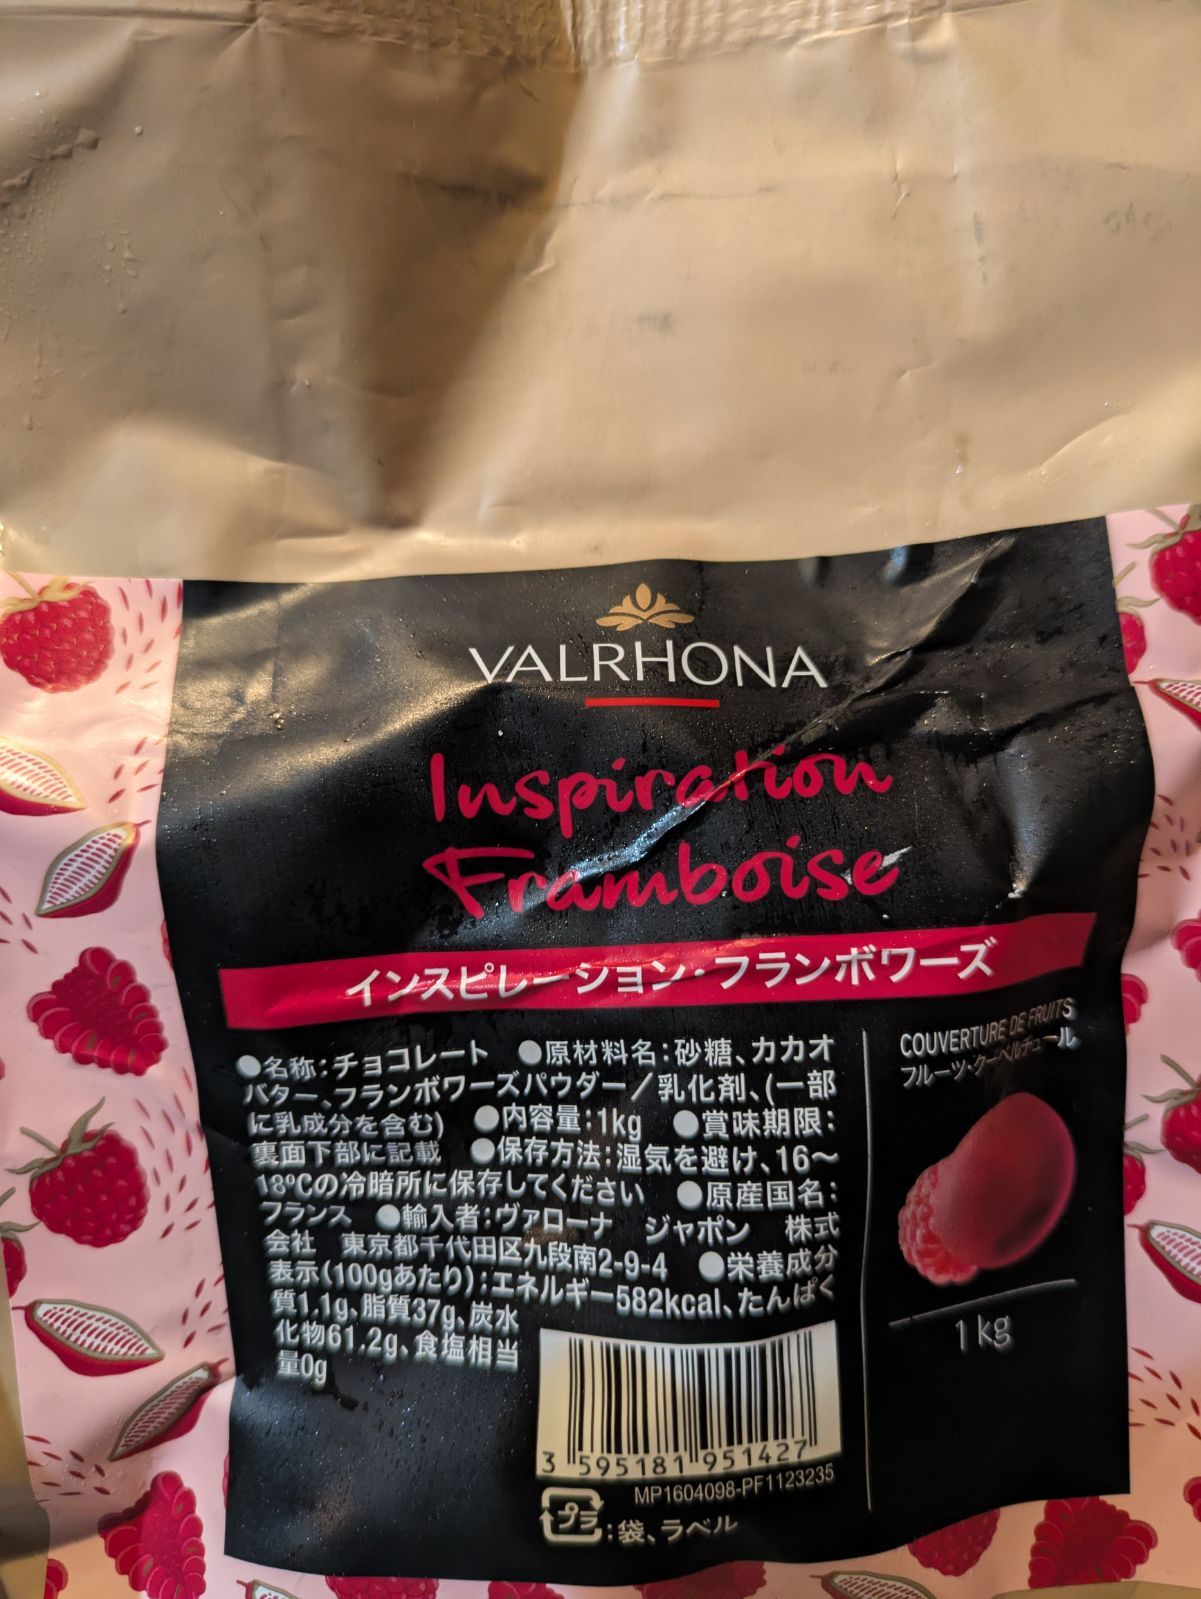 VALRHONA
Inspiration
Framboise
インスピレーション・フランボワーズ
●名称:チョコレート ●原材料名:砂糖、カカオ
バター、フランボワーズパウダー/乳化剤、(一部
に乳成分を含む) ●内容量:1kg ●賞味期限:
裏面下部に記載 ●保存方法:湿気を避け、16〜
18℃の冷暗所に保存してください ●原産国名:
フランス ●輸入者:ヴァローナ ジャポン 株式
会社 東京都千代田区九段南2-9-4 ●栄養成分
表示(100gあたり):エネルギー582kcal、たんぱく
質1.1g、脂質37g、炭水
化物61.2g、食塩相当
量0g
COUVERTURE DE FRUITS
フルーツ・クーベルチュール
1 kg
3 595181 951427
MP1604098-PF1123235
プラ:袋、ラベル